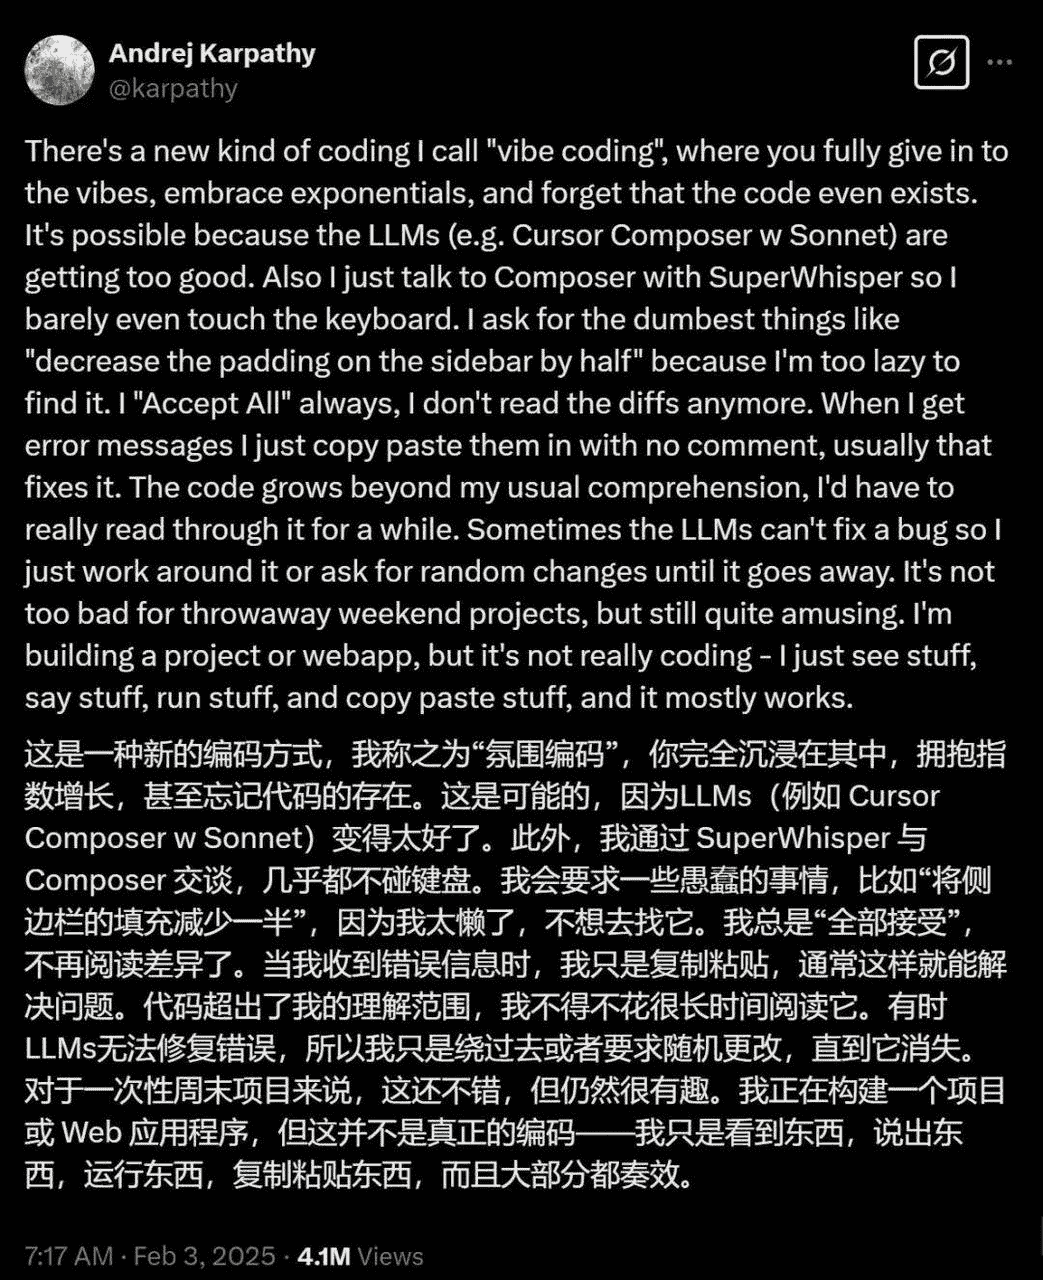 Andrej Karpathy
@karpathy
There's a new kind of coding I call "vibe coding", where you fully give in to
the vibes, embrace exponentials, and forget that the code even exists.
It's possible because the LLMs (e.g. Cursor Composer w Sonnet) are
getting too good. Also I just talk to Composer with SuperWhisper so I
barely even touch the keyboard. I ask for the dumbest things like
"decrease the padding on the sidebar by half" because I'm too lazy to
find it. I "Accept All" always, I don't read the diffs anymore. When I get
error messages I just copy paste them in with no comment, usually that
fixes it. The code grows beyond my usual comprehension, I'd have to
really read through it for a while. Sometimes the LLMs can't fix a bug so I
just work around it or ask for random changes until it goes away. It's not
too bad for throwaway weekend projects, but still quite amusing. I'm
building a project or webapp, but it's not really coding - I just see stuff,
say stuff, run stuff, and copy paste stuff, and it mostly works.
这是一种新的编码方式，我称之为“氛围编码”，你完全沉浸在其中，拥抱指
数增长，甚至忘记代码的存在。这是可能的，因为LLMs（例如 Cursor
Composer w Sonnet）变得太好了。此外，我通过 SuperWhisper 与
Composer 交谈，几乎都不碰键盘。我会要求一些愚蠢的事情，比如“将侧
边栏的填充减少一半”，因为我太懒了，不想去找它。我总是“全部接受”，
不再阅读差异了。当我收到错误信息时，我只是复制粘贴，通常这样就能解
决问题。代码超出了我的理解范围，我不得不花很长时间阅读它。有时
LLMs无法修复错误，所以我只是绕过去或者要求随机更改，直到它消失。
对于一次性周末项目来说，这还不错，但仍然很有趣。我正在构建一个项目
或 Web 应用程序，但这并不是真正的编码——我只是看到东西，说出东
西，运行东西，复制粘贴东西，而且大部分都奏效。
7:17 AM · Feb 3, 2025 · 4.1M Views